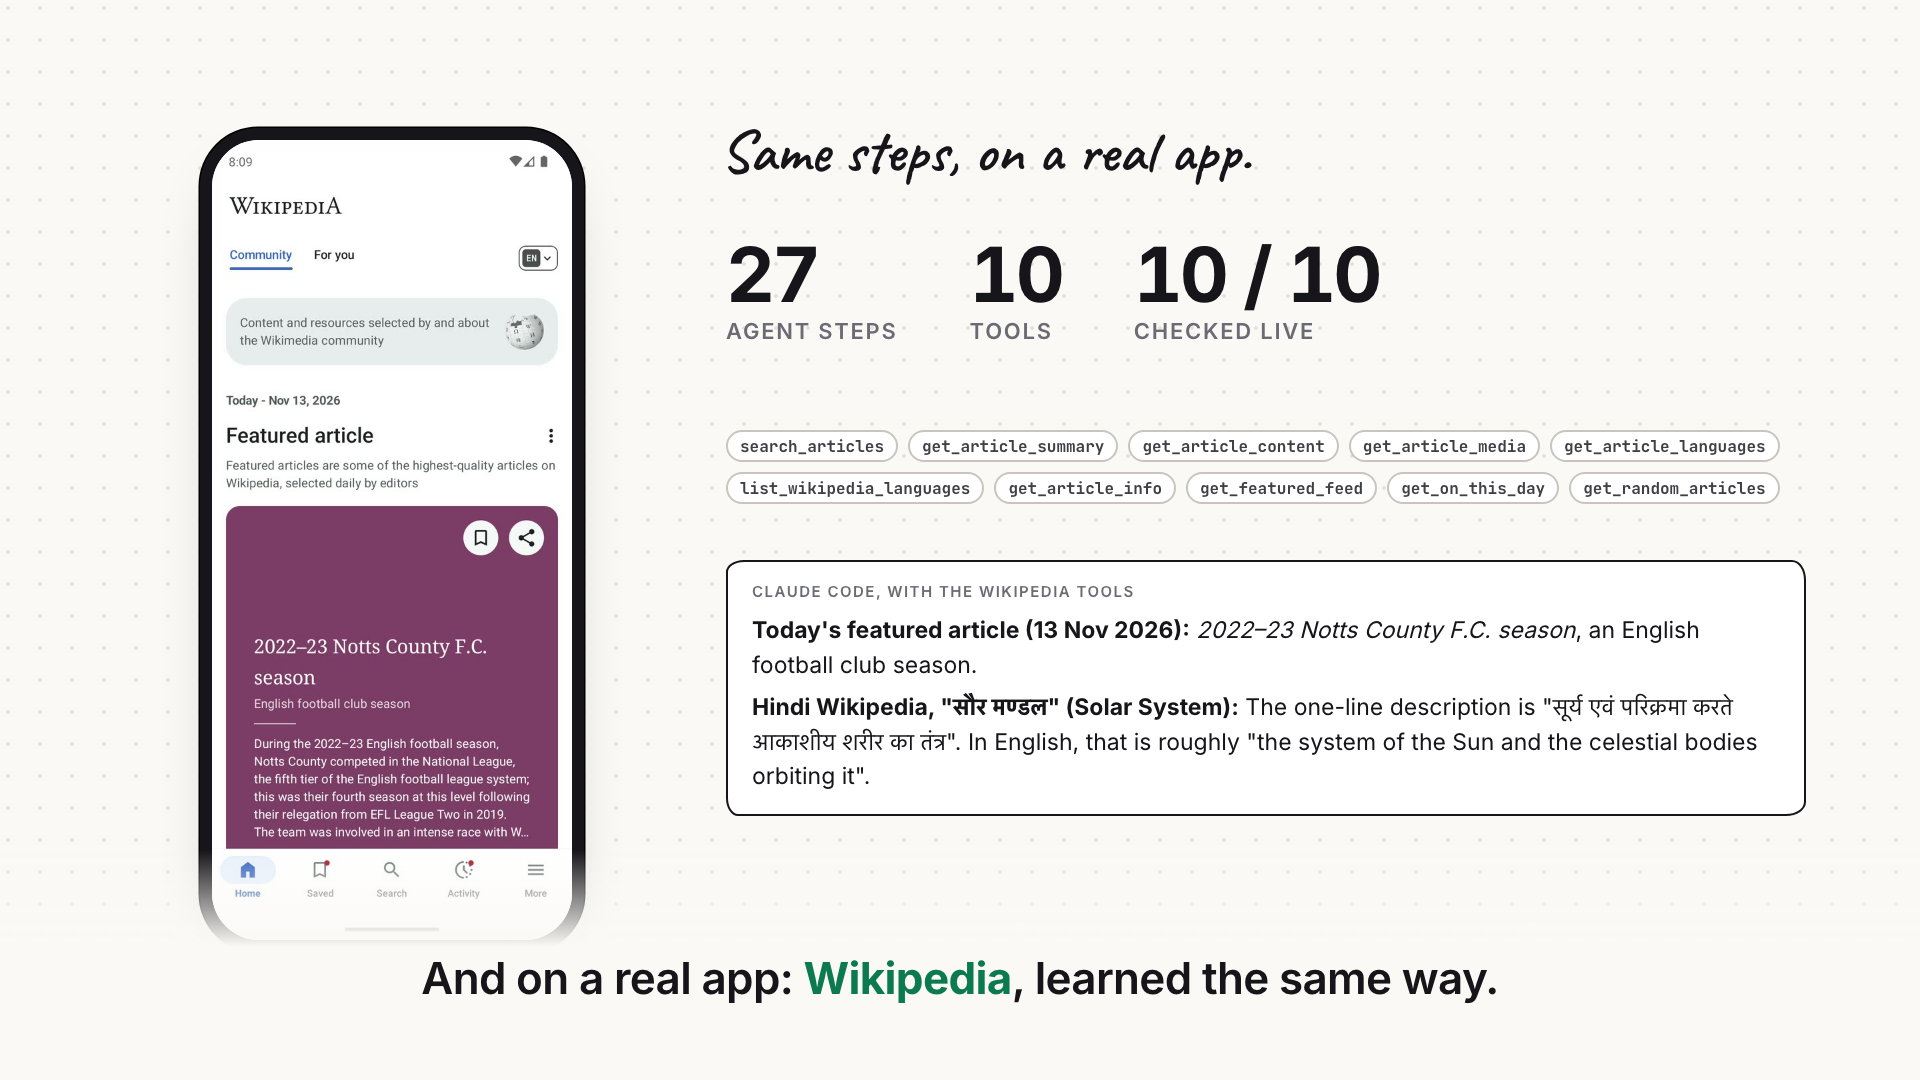 8:09
WIKIPEDIA
Community For you EN
Content and resources selected by and about
the Wikimedia community
Today - Nov 13, 2026
Featured article
Featured articles are some of the highest-quality articles on
Wikipedia, selected daily by editors
2022–23 Notts County F.C.
season
English football club season
During the 2022–23 English football season,
Notts County competed in the National League,
the fifth tier of the English football league system;
this was their fourth season at this level following
their relegation from EFL League Two in 2019.
The team was involved in an intense race with W...
Home Saved Search Activity More
Same steps, on a real app.
27 10 10 / 10
AGENT STEPS TOOLS CHECKED LIVE
search_articles get_article_summary get_article_content get_article_media get_article_languages
list_wikipedia_languages get_article_info get_featured_feed get_on_this_day get_random_articles
CLAUDE CODE, WITH THE WIKIPEDIA TOOLS
Today's featured article (13 Nov 2026): 2022–23 Notts County F.C. season, an English
football club season.
Hindi Wikipedia, "सौर मण्डल" (Solar System): The one-line description is "सूर्य एवं परिक्रमा करते
आकाशीय शरीर का तंत्र". In English, that is roughly "the system of the Sun and the celestial bodies
orbiting it".
And on a real app: Wikipedia, learned the same way.